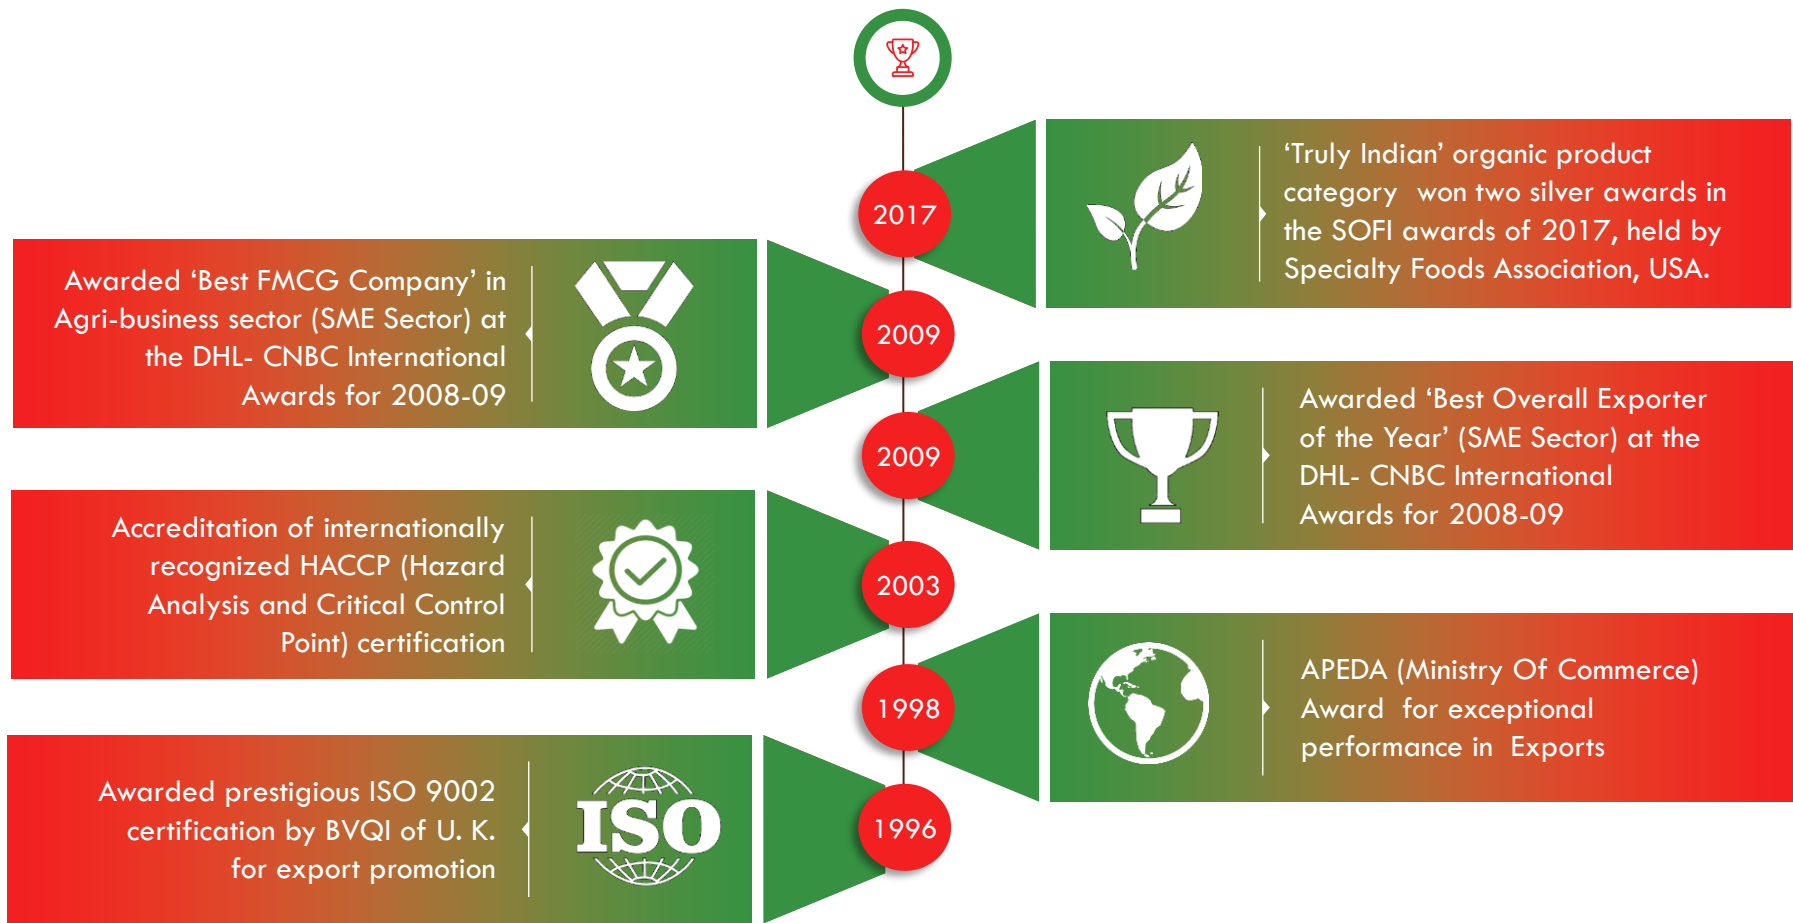 2017
‘Truly Indian’ organic product
category won two silver awards in
the SOFI awards of 2017, held by
Specialty Foods Association, USA.
Awarded ‘Best FMCG Company’ in
Agri-business sector (SME Sector) at
the DHL- CNBC International
Awards for 2008-09
2009
2009
Awarded ‘Best Overall Exporter
of the Year’ (SME Sector) at the
DHL- CNBC International
Awards for 2008-09
Accreditation of internationally
recognized HACCP (Hazard
Analysis and Critical Control
Point) certification
2003
1998
APEDA (Ministry Of Commerce)
Award for exceptional
performance in Exports
Awarded prestigious ISO 9002
certification by BVQI of U. K.
for export promotion
ISO
1996